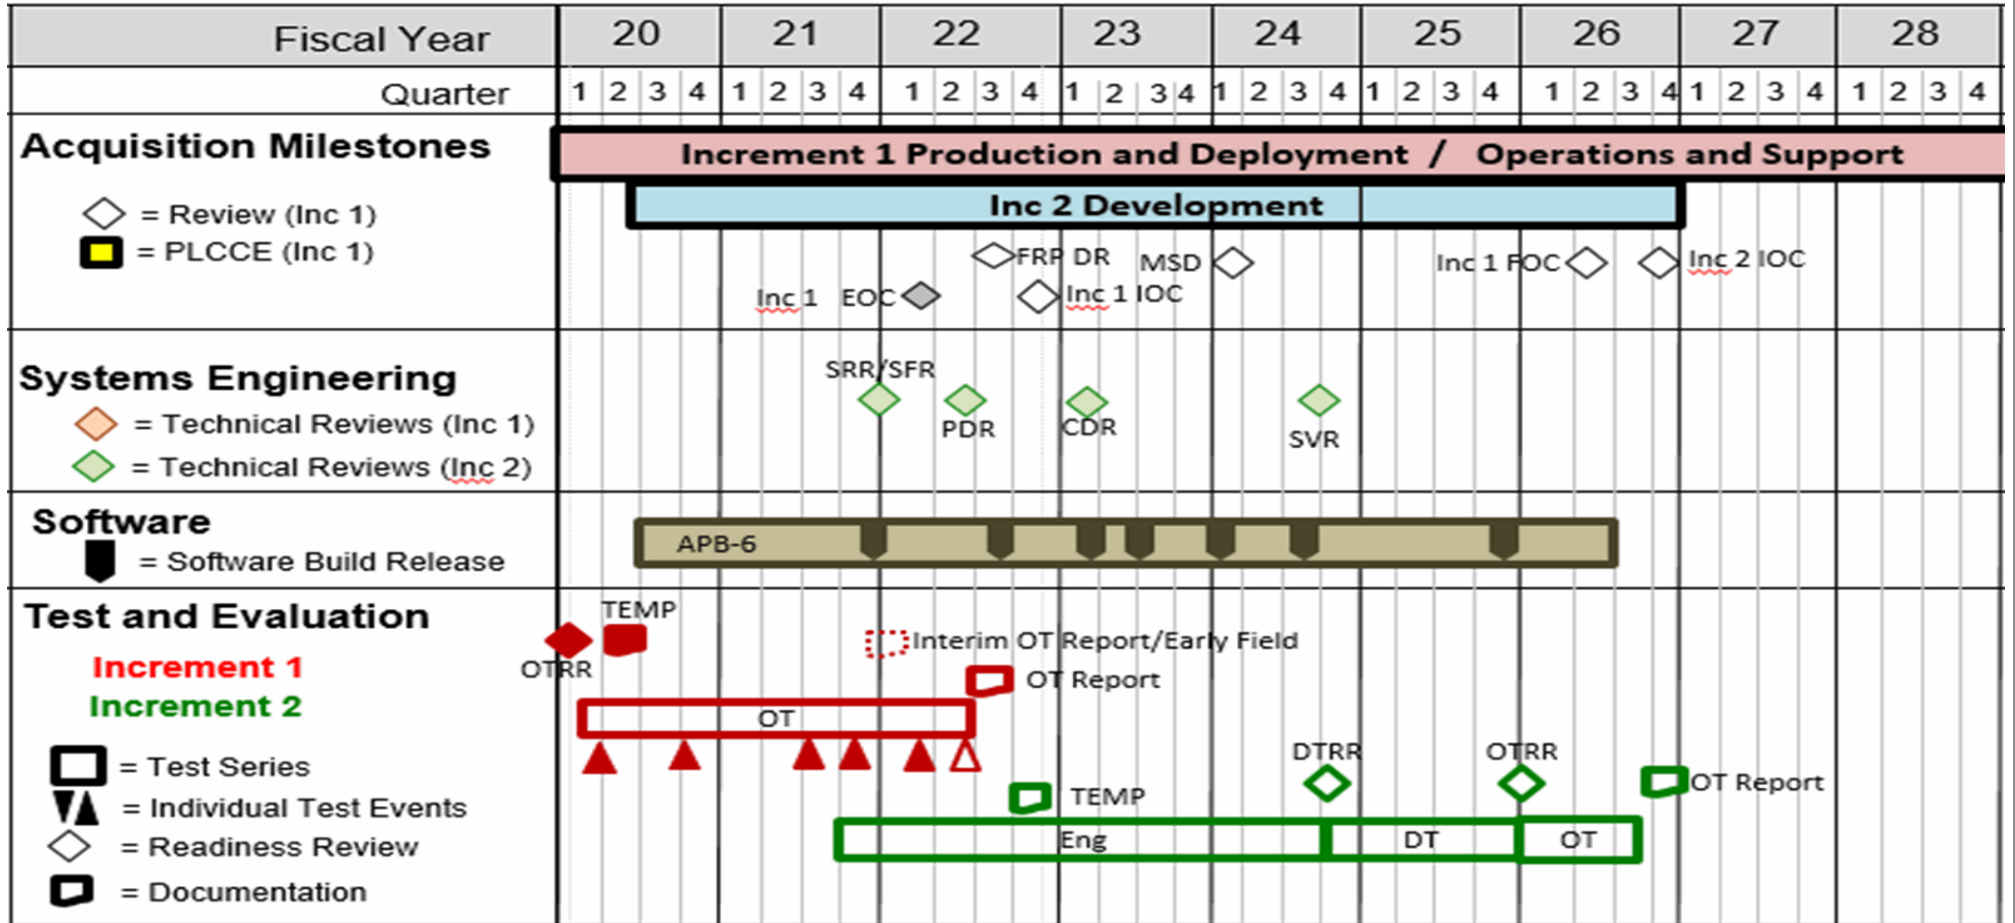 Fiscal Year 20 21 22 23 24 25 26 27 28
Quarter 1 2 3 4 1 2 3 4 1 2 3 4 1 2 3 4 1 2 3 4 1 2 3 4 1 2 3 4 1 2 3 4 1 2 3 4
Acquisition Milestones
Increment 1 Production and Deployment / Operations and Support
Inc 2 Development
= Review (Inc 1)
= PLCCE (Inc 1)
FRP DR
MSD
Inc 1 FOC
Inc 2 IOC
Inc 1 EOC
Inc 1 IOC
Systems Engineering
= Technical Reviews (Inc 1)
= Technical Reviews (Inc 2)
SRR/SFR
PDR
CDR
SVR
Software
= Software Build Release
APB-6
Test and Evaluation
Increment 1
Increment 2
= Test Series
= Individual Test Events
= Readiness Review
= Documentation
TEMP
OTRR
Interim OT Report/Early Field
OT Report
OT
DTRR
OTRR
TEMP
OT Report
Eng
DT
OT